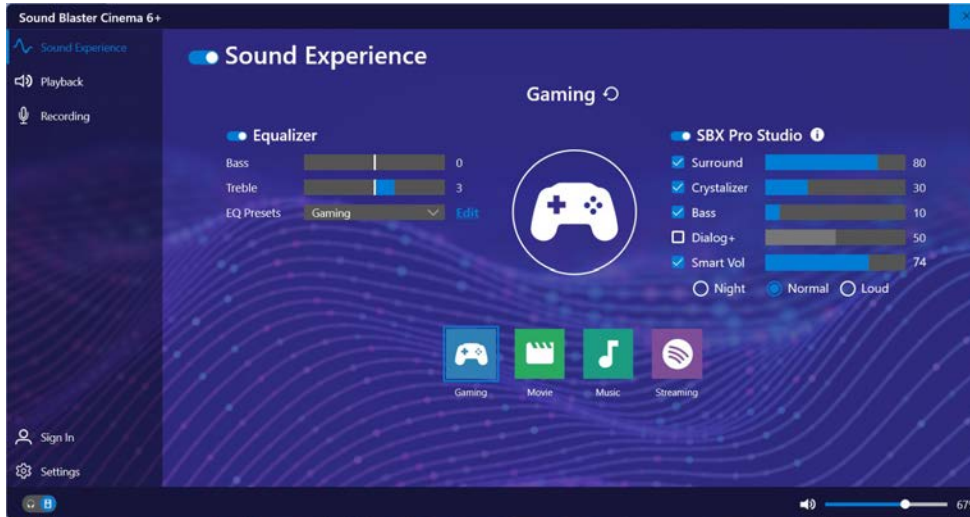 Sound Blaster Cinema 6+
Sound Experience
Playback
Recording
Sign In
Settings
Sound Experience
Gaming
Equalizer
Bass 0
Treble 3
EQ Presets Gaming Edit
SBX Pro Studio
Surround 80
Crystalizer 30
Bass 10
Dialog+ 50
Smart Vol 74
Night Normal Loud
Gaming Movie Music Streaming
67%